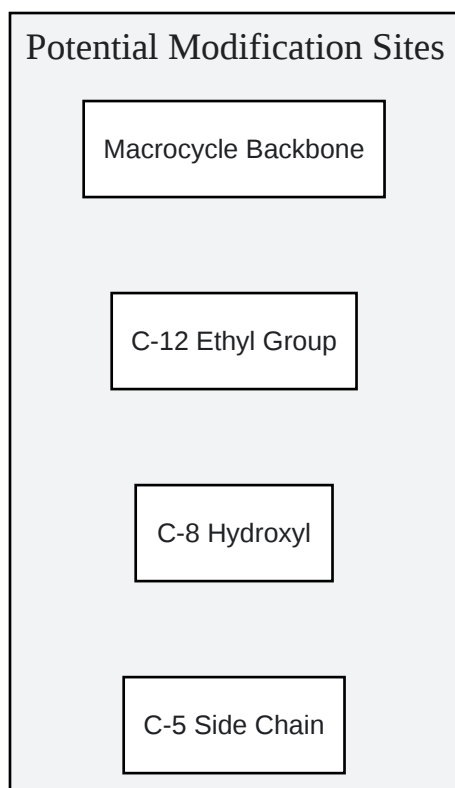 Potential Modification Sites
Macrocycle Backbone
C-12 Ethyl Group
C-8 Hydroxyl
C-5 Side Chain